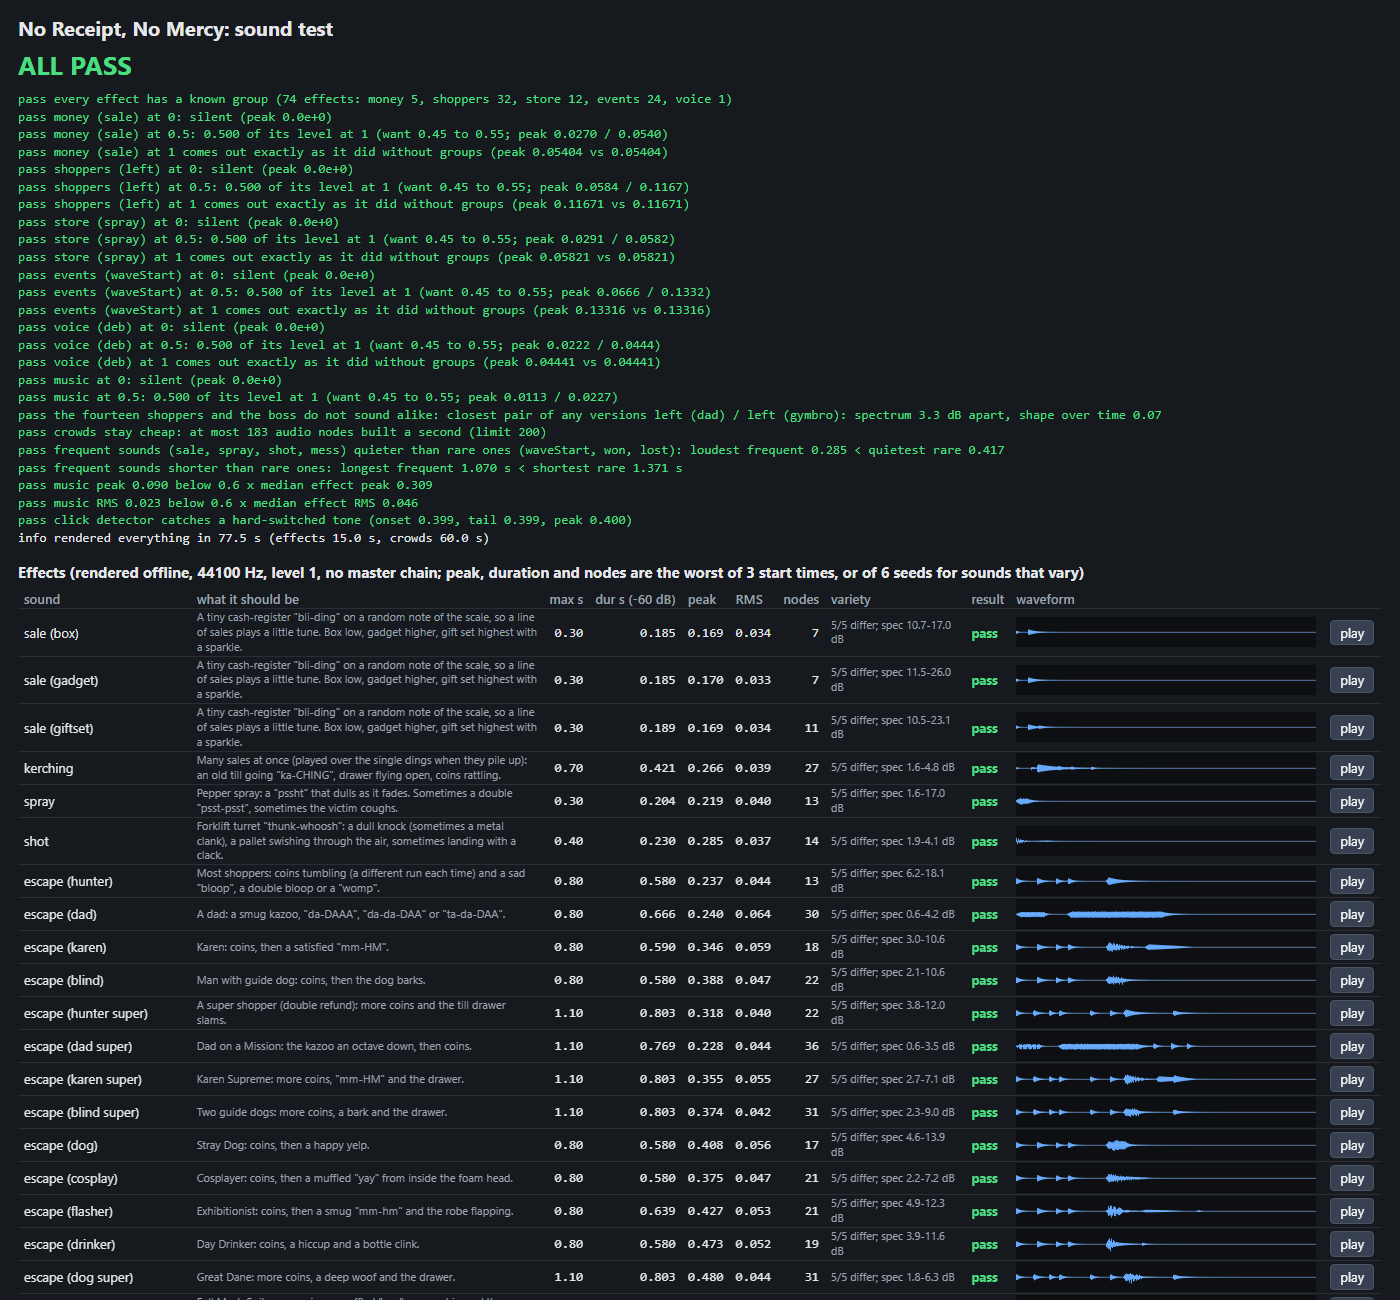 No Receipt, No Mercy: sound test
ALL PASS
pass every effect has a known group (74 effects: money 5, shoppers 32, store 12, events 24, voice 1)
pass money (sale) at 0: silent (peak 0.0e+0)
pass money (sale) at 0.5: 0.500 of its level at 1 (want 0.45 to 0.55; peak 0.0270 / 0.0540)
pass money (sale) at 1 comes out exactly as it did without groups (peak 0.05404 vs 0.05404)
pass shoppers (left) at 0: silent (peak 0.0e+0)
pass shoppers (left) at 0.5: 0.500 of its level at 1 (want 0.45 to 0.55; peak 0.0584 / 0.1167)
pass shoppers (left) at 1 comes out exactly as it did without groups (peak 0.11671 vs 0.11671)
pass store (spray) at 0: silent (peak 0.0e+0)
pass store (spray) at 0.5: 0.500 of its level at 1 (want 0.45 to 0.55; peak 0.0291 / 0.0582)
pass store (spray) at 1 comes out exactly as it did without groups (peak 0.05821 vs 0.05821)
pass events (waveStart) at 0: silent (peak 0.0e+0)
pass events (waveStart) at 0.5: 0.500 of its level at 1 (want 0.45 to 0.55; peak 0.0666 / 0.1332)
pass events (waveStart) at 1 comes out exactly as it did without groups (peak 0.13316 vs 0.13316)
pass voice (deb) at 0: silent (peak 0.0e+0)
pass voice (deb) at 0.5: 0.500 of its level at 1 (want 0.45 to 0.55; peak 0.0222 / 0.0444)
pass voice (deb) at 1 comes out exactly as it did without groups (peak 0.04441 vs 0.04441)
pass music at 0: silent (peak 0.0e+0)
pass music at 0.5: 0.500 of its level at 1 (want 0.45 to 0.55; peak 0.0113 / 0.0227)
pass the fourteen shoppers and the boss do not sound alike: closest pair of any versions left (dad) / left (gymbro): spectrum 3.3 dB apart, shape over time 0.07
pass crowds stay cheap: at most 183 audio nodes built a second (limit 200)
pass frequent sounds (sale, spray, shot, mess) quieter than rare ones (waveStart, won, lost): loudest frequent 0.285 < quietest rare 0.417
pass frequent sounds shorter than rare ones: longest frequent 1.070 s < shortest rare 1.371 s
pass music peak 0.090 below 0.6 x median effect peak 0.309
pass music RMS 0.023 below 0.6 x median effect RMS 0.046
pass click detector catches a hard-switched tone (onset 0.399, tail 0.399, peak 0.400)
info rendered everything in 77.5 s (effects 15.0 s, crowds 60.0 s)
Effects (rendered offline, 44100 Hz, level 1, no master chain; peak, duration and nodes are the worst of 3 start times, or of 6 seeds for sounds that vary)
sound what it should be max s dur s (-60 dB) peak RMS nodes variety result waveform
sale (box) A tiny cash-register "bli-ding" on a random note of the scale, so a line of sales plays a little tune. Box low, gadget higher, gift set highest with a sparkle. 0.30 0.185 0.169 0.034 7 5/5 differ; spec 10.7-17.0 dB pass play
sale (gadget) A tiny cash-register "bli-ding" on a random note of the scale, so a line of sales plays a little tune. Box low, gadget higher, gift set highest with a sparkle. 0.30 0.185 0.170 0.033 7 5/5 differ; spec 11.5-26.0 dB pass play
sale (giftset) A tiny cash-register "bli-ding" on a random note of the scale, so a line of sales plays a little tune. Box low, gadget higher, gift set highest with a sparkle. 0.30 0.189 0.169 0.034 11 5/5 differ; spec 10.5-23.1 dB pass play
kerching Many sales at once (played over the single dings when they pile up): an old till going "ka-CHING", drawer flying open, coins rattling. 0.70 0.421 0.266 0.039 27 5/5 differ; spec 1.6-4.8 dB pass play
spray Pepper spray: a "pssht" that dulls as it fades. Sometimes a double "psst-psst", sometimes the victim coughs. 0.30 0.204 0.219 0.040 13 5/5 differ; spec 1.6-17.0 dB pass play
shot Forklift turret "thunk-whoosh": a dull knock (sometimes a metal clank), a pallet swishing through the air, sometimes landing with a clack. 0.40 0.230 0.285 0.037 14 5/5 differ; spec 1.9-4.1 dB pass play
escape (hunter) Most shoppers: coins tumbling (a different run each time) and a sad "bloop", a double bloop or a "womp". 0.80 0.580 0.237 0.044 13 5/5 differ; spec 6.2-18.1 dB pass play
escape (dad) A dad: a smug kazoo, "da-DAAA", "da-da-DAA" or "ta-da-DAA". 0.80 0.666 0.240 0.064 30 5/5 differ; spec 0.6-4.2 dB pass play
escape (karen) Karen: coins, then a satisfied "mm-HM". 0.80 0.590 0.346 0.059 18 5/5 differ; spec 3.0-10.6 dB pass play
escape (blind) Man with guide dog: coins, then the dog barks. 0.80 0.580 0.388 0.047 22 5/5 differ; spec 2.1-10.6 dB pass play
escape (hunter super) A super shopper (double refund): more coins and the till drawer slams. 1.10 0.803 0.318 0.040 22 5/5 differ; spec 3.8-12.0 dB pass play
escape (dad super) Dad on a Mission: the kazoo an octave down, then coins. 1.10 0.769 0.228 0.044 36 5/5 differ; spec 0.6-3.5 dB pass play
escape (karen super) Karen Supreme: more coins, "mm-HM" and the drawer. 1.10 0.803 0.355 0.055 27 5/5 differ; spec 2.7-7.1 dB pass play
escape (blind super) Two guide dogs: more coins, a bark and the drawer. 1.10 0.803 0.374 0.042 31 5/5 differ; spec 2.3-9.0 dB pass play
escape (dog) Stray Dog: coins, then a happy yelp. 0.80 0.580 0.408 0.056 17 5/5 differ; spec 4.6-13.9 dB pass play
escape (cosplay) Cosplayer: coins, then a muffled "yay" from inside the foam head. 0.80 0.580 0.375 0.047 21 5/5 differ; spec 2.2-7.2 dB pass play
escape (flasher) Exhibitionist: coins, then a smug "mm-hm" and the robe flapping. 0.80 0.639 0.427 0.053 21 5/5 differ; spec 4.9-12.3 dB pass play
escape (drinker) Day Drinker: coins, a hiccup and a bottle clink. 0.80 0.580 0.473 0.052 19 5/5 differ; spec 3.9-11.6 dB pass play
escape (dog super) Great Dane: more coins, a deep woof and the drawer. 1.10 0.803 0.480 0.044 31 5/5 differ; spec 1.8-6.3 dB pass play